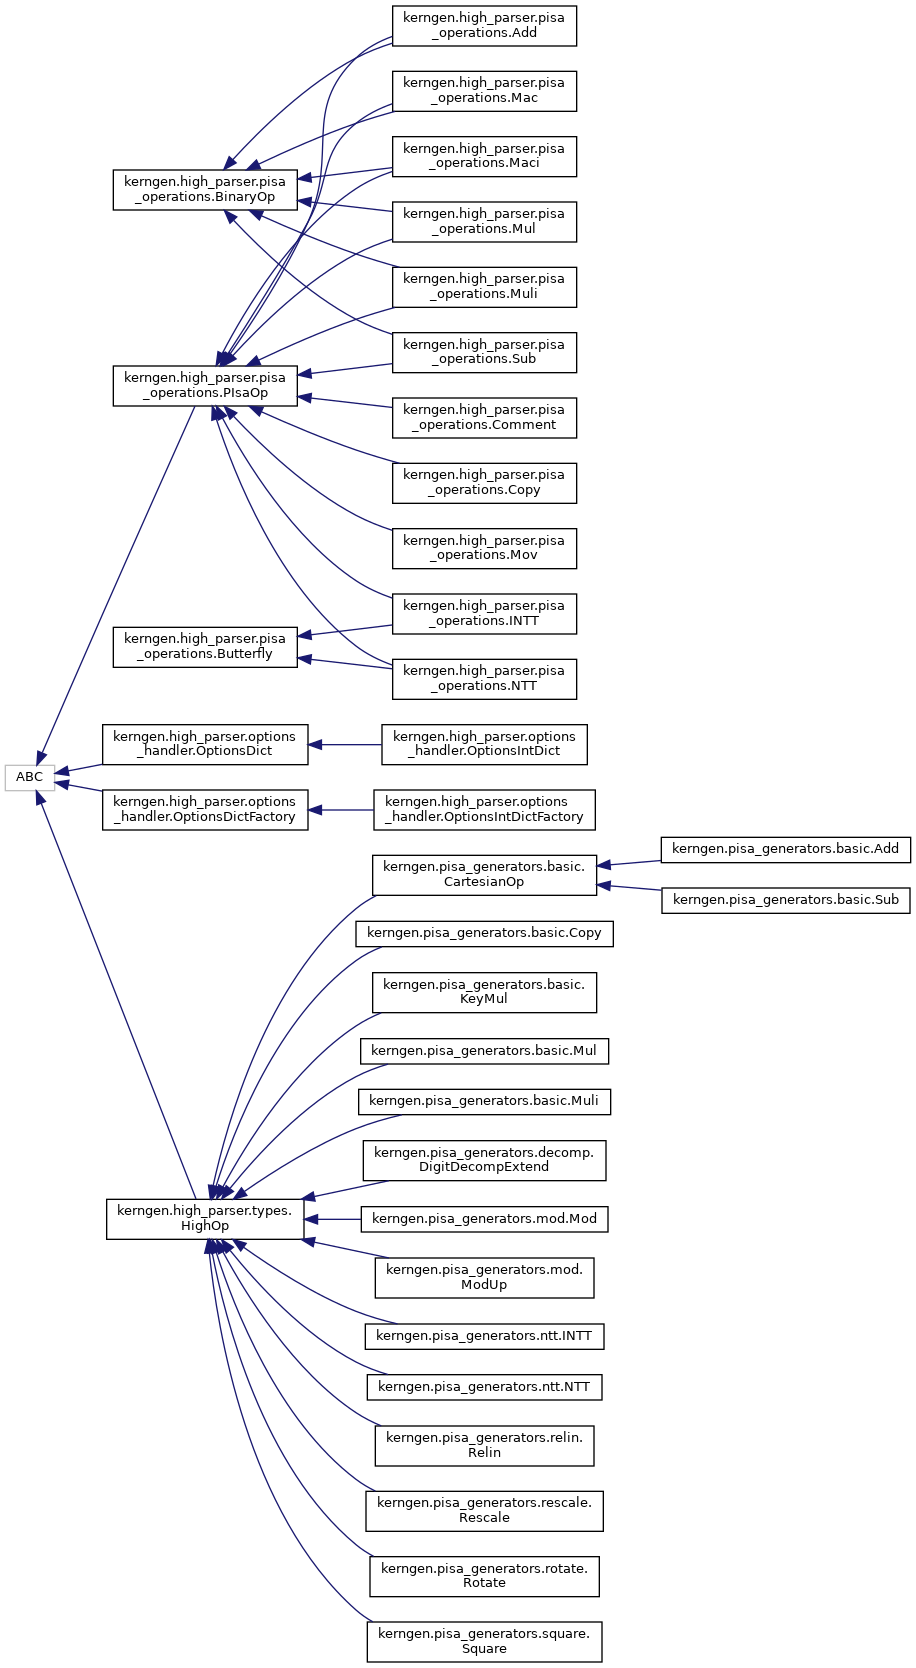 kerngen.high_parser.pisa
_operations.Add
kerngen.high_parser.pisa
_operations.Mac
kerngen.high_parser.pisa
_operations.Maci
kerngen.high_parser.pisa
_operations.BinaryOp
kerngen.high_parser.pisa
_operations.Mul
kerngen.high_parser.pisa
_operations.Muli
kerngen.high_parser.pisa
_operations.Sub
kerngen.high_parser.pisa
_operations.PIsaOp
kerngen.high_parser.pisa
_operations.Comment
kerngen.high_parser.pisa
_operations.Copy
kerngen.high_parser.pisa
_operations.Mov
kerngen.high_parser.pisa
_operations.INTT
kerngen.high_parser.pisa
_operations.Butterfly
kerngen.high_parser.pisa
_operations.NTT
kerngen.high_parser.options
_handler.OptionsDict
kerngen.high_parser.options
_handler.OptionsIntDict
ABC
kerngen.high_parser.options
_handler.OptionsDictFactory
kerngen.high_parser.options
_handler.OptionsIntDictFactory
kerngen.pisa_generators.basic.
CartesianOp
kerngen.pisa_generators.basic.Add
kerngen.pisa_generators.basic.Sub
kerngen.pisa_generators.basic.Copy
kerngen.pisa_generators.basic.
KeyMul
kerngen.pisa_generators.basic.Mul
kerngen.pisa_generators.basic.Muli
kerngen.pisa_generators.decomp.
DigitDecompExtend
kerngen.high_parser.types.
HighOp
kerngen.pisa_generators.mod.Mod
kerngen.pisa_generators.mod.
ModUp
kerngen.pisa_generators.ntt.INTT
kerngen.pisa_generators.ntt.NTT
kerngen.pisa_generators.relin.
Relin
kerngen.pisa_generators.rescale.
Rescale
kerngen.pisa_generators.rotate.
Rotate
kerngen.pisa_generators.square.
Square